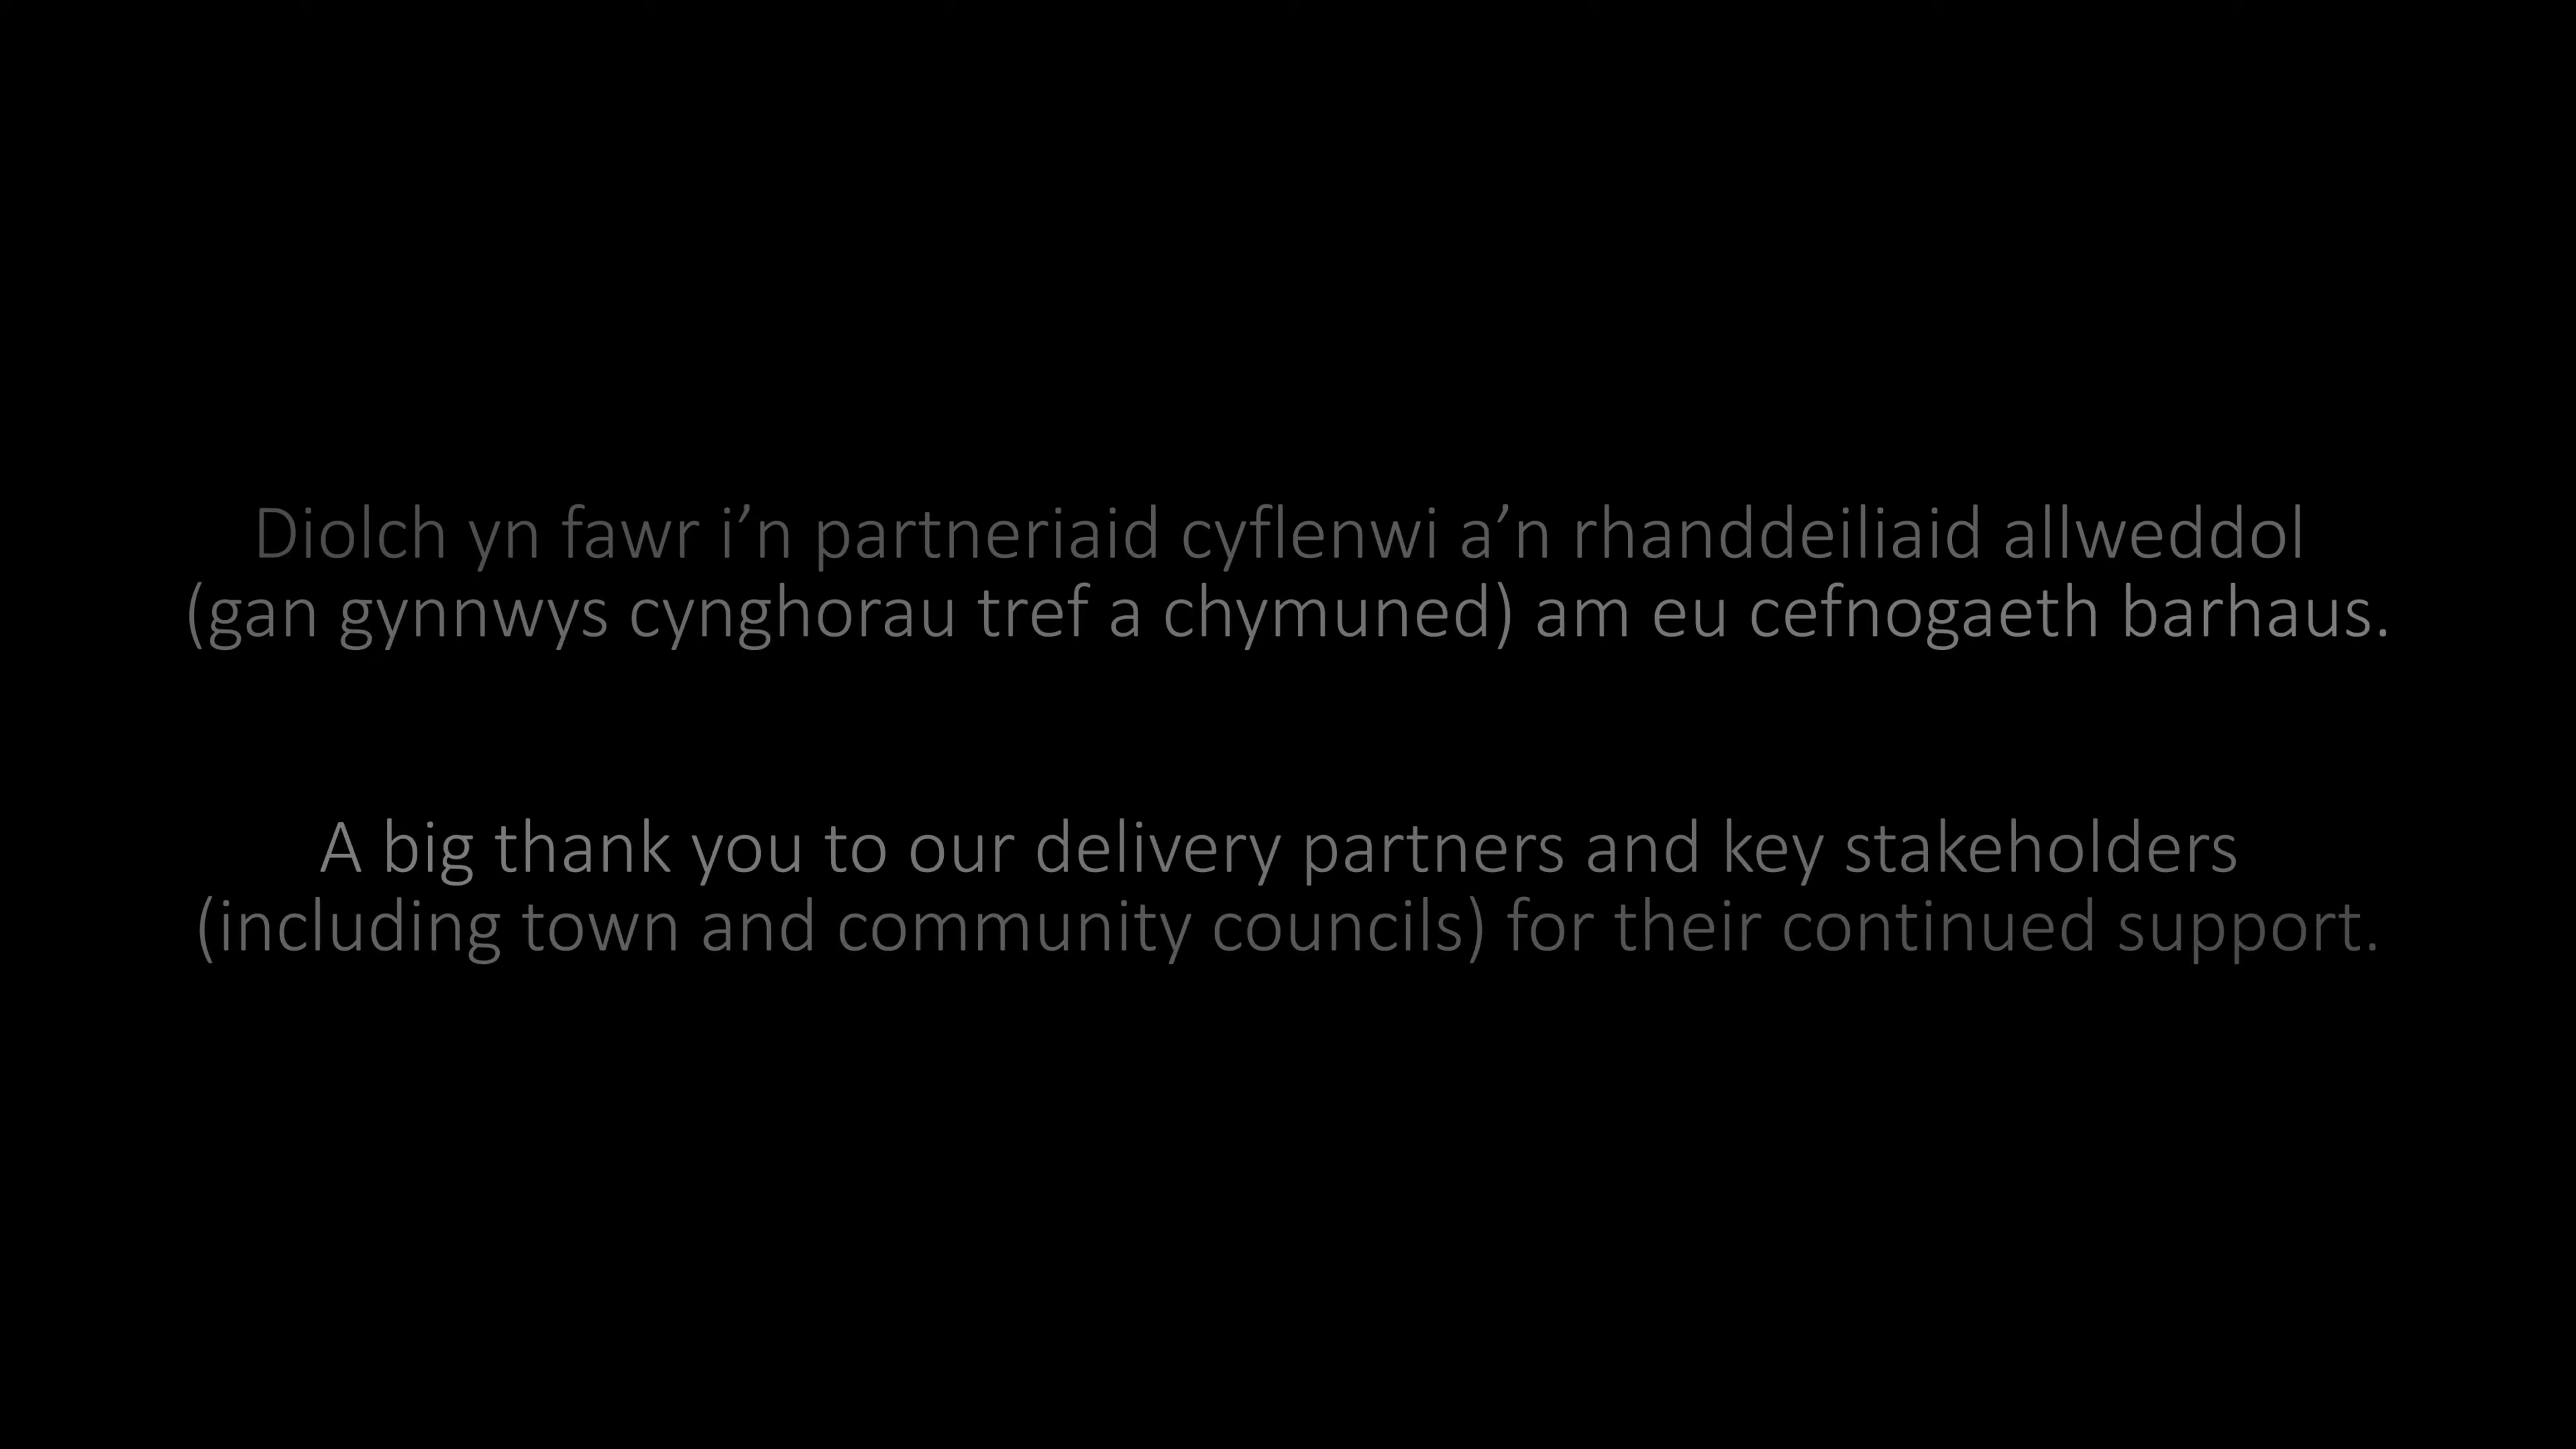 Diolch yn fawr i’n partneriaid cyflenwi a’n rhanddeiliaid allweddol
(gan gynnwys cynghorau tref a chymuned) am eu cefnogaeth barhaus.
A big thank you to our delivery partners and key stakeholders
(including town and community councils) for their continued support.